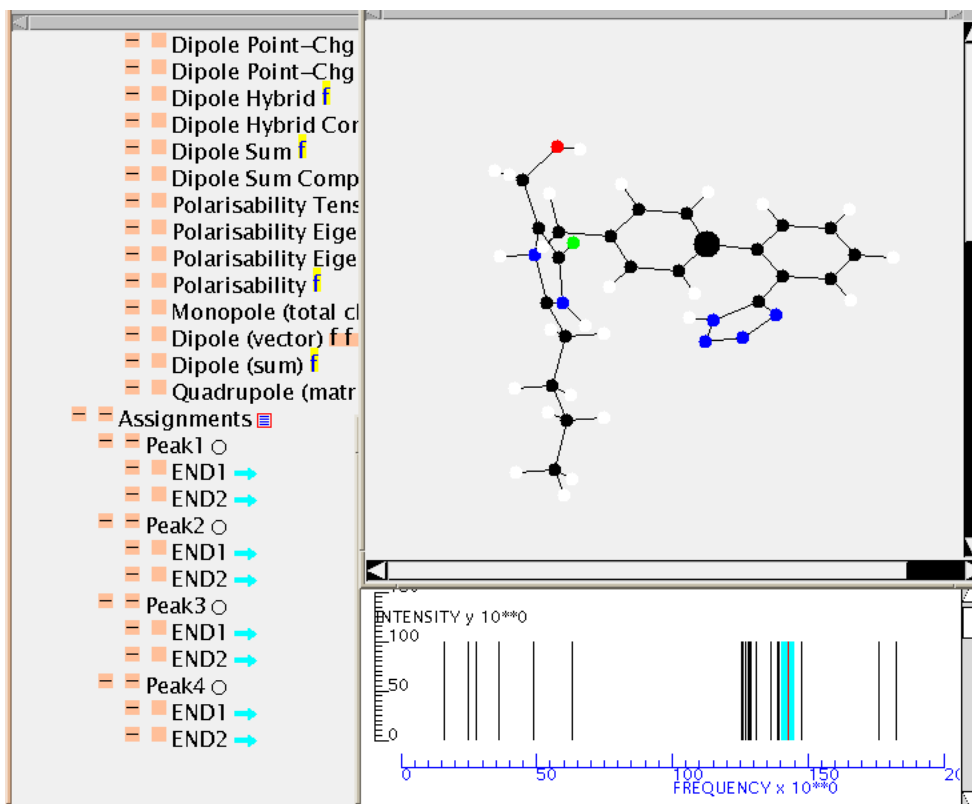 Dipole Point–Chg
Dipole Point–Chg
Dipole Hybrid f
Dipole Hybrid Cor
Dipole Sum f
Dipole Sum Comp
Polarisability Tens
Polarisability Eige
Polarisability Eige
Polarisability f
Monopole (total cl
Dipole (vector) f f
Dipole (sum) f
Quadrupole (matr
Assignments
Peak1
END1
END2
Peak2
END1
END2
Peak3
END1
END2
Peak4
END1
END2
INTENSITY y 10**0
100
50
0
0 50 100 150 20
FREQUENCY x 10**0